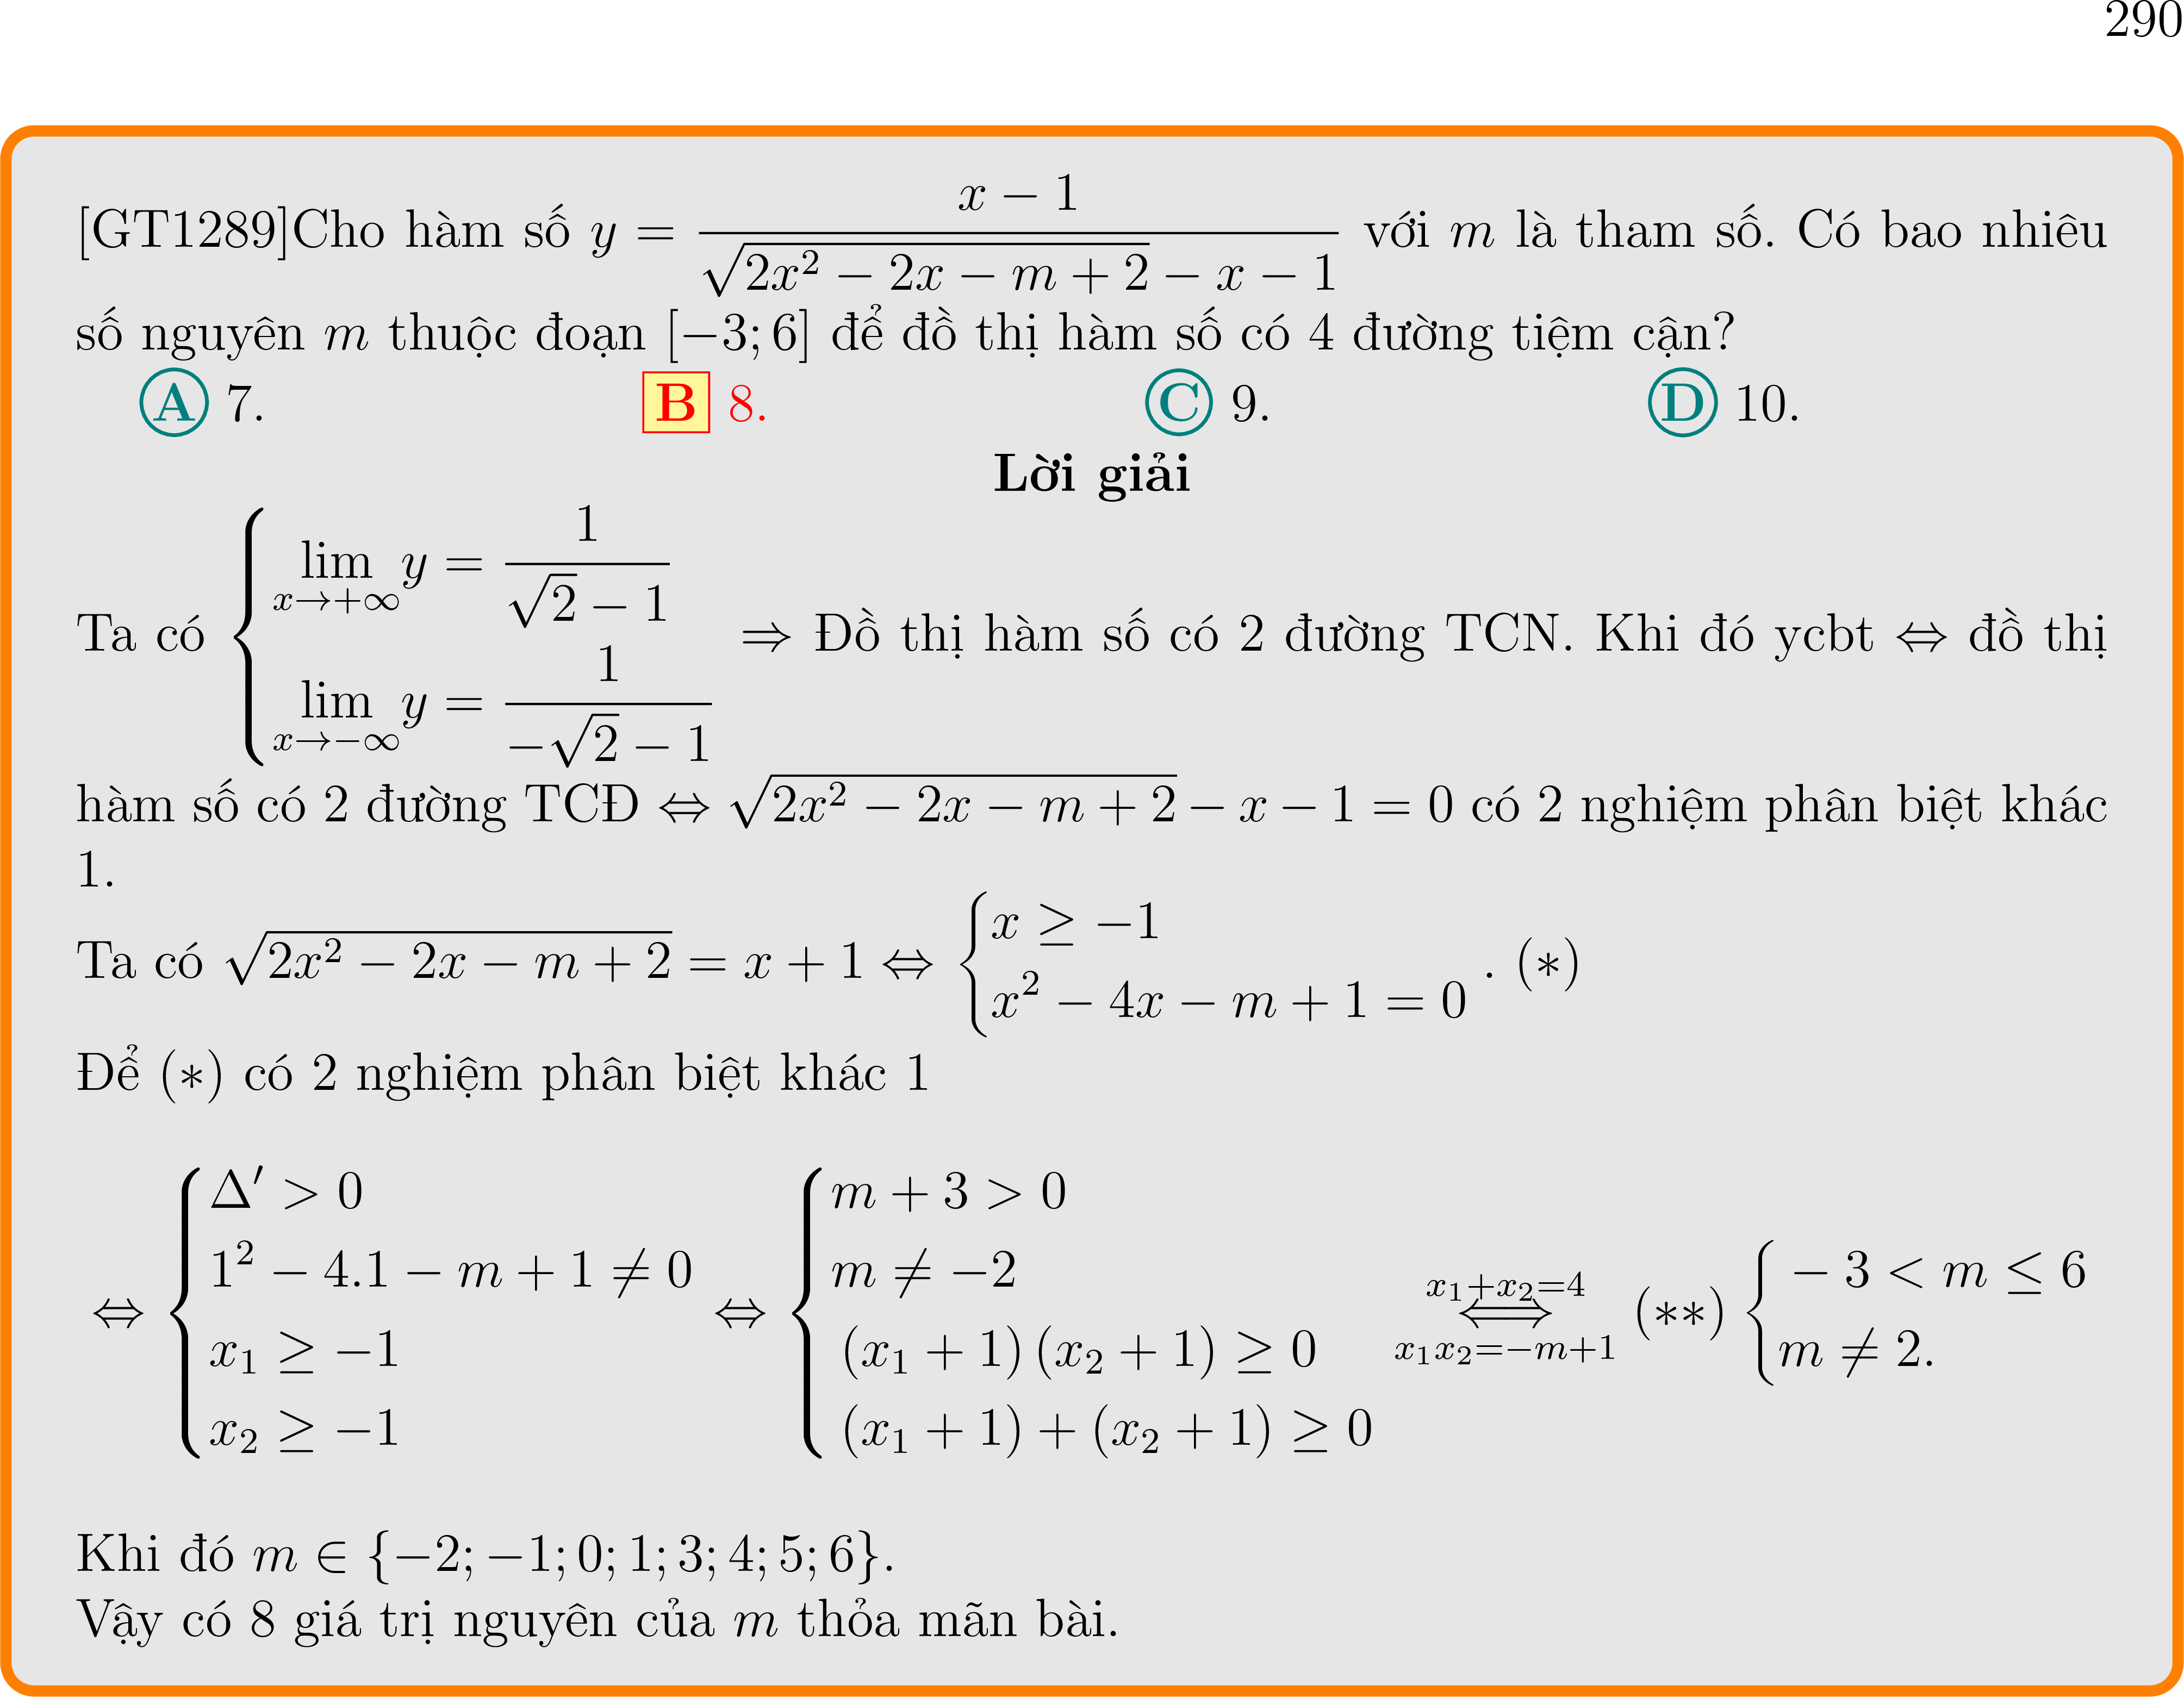 290
[GT1289]Cho hàm số $y = \dfrac{x-1}{\sqrt{2x^2-2x-m+2}-x-1}$ với $m$ là tham số. Có bao nhiêu
số nguyên $m$ thuộc đoạn $[-3; 6]$ để đồ thị hàm số có 4 đường tiệm cận?
A 7. B 8. C 9. D 10.
Lời giải
Ta có $\begin{cases} \lim\limits_{x\to+\infty} y = \dfrac{1}{\sqrt{2}-1} \\ \lim\limits_{x\to-\infty} y = \dfrac{1}{-\sqrt{2}-1} \end{cases}$ ⇒ Đồ thị hàm số có 2 đường TCN. Khi đó ycbt ⇔ đồ thị
hàm số có 2 đường TCĐ ⇔ $\sqrt{2x^2-2x-m+2}-x-1=0$ có 2 nghiệm phân biệt khác
1.
Ta có $\sqrt{2x^2-2x-m+2}=x+1 \Leftrightarrow \begin{cases} x \geq -1 \\ x^2-4x-m+1=0 \end{cases}$. (∗)
Để (∗) có 2 nghiệm phân biệt khác 1
$\Leftrightarrow \begin{cases} \Delta' > 0 \\ 1^2-4.1-m+1 \neq 0 \\ x_1 \geq -1 \\ x_2 \geq -1 \end{cases} \Leftrightarrow \begin{cases} m+3>0 \\ m \neq -2 \\ (x_1+1)(x_2+1) \geq 0 \\ (x_1+1)+(x_2+1) \geq 0 \end{cases} \underset{x_1x_2=-m+1}{\overset{x_1+x_2=4}{\Longleftrightarrow}} (**) \begin{cases} -3 < m \leq 6 \\ m \neq 2. \end{cases}$
Khi đó $m \in \{-2; -1; 0; 1; 3; 4; 5; 6\}$.
Vậy có 8 giá trị nguyên của $m$ thỏa mãn bài.